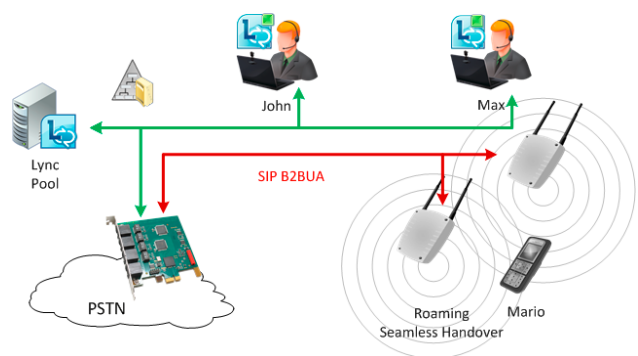 John
Max
Lync
Pool
SIP B2BUA
PSTN
Roaming
Seamless Handover
Mario